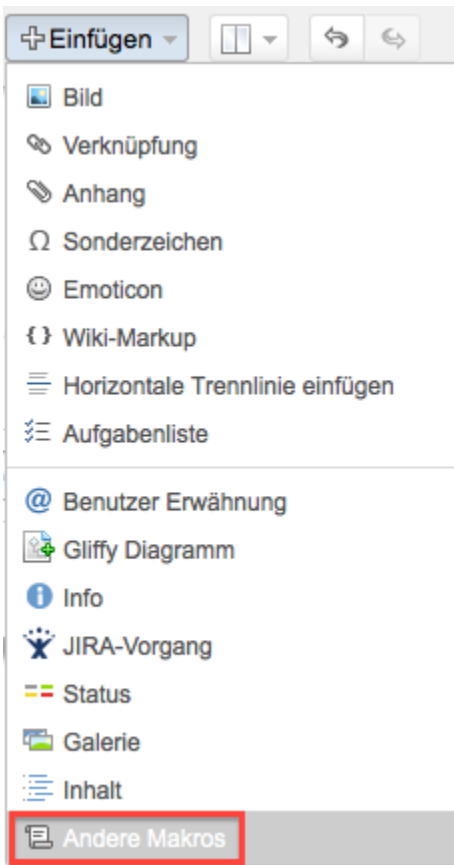 Einfügen
Bild
Verknüpfung
Anhang
Sonderzeichen
Emoticon
Wiki-Markup
Horizontale Trennlinie einfügen
Aufgabenliste
Benutzer Erwähnung
Gliffy Diagramm
Info
JIRA-Vorgang
Status
Galerie
Inhalt
Andere Makros